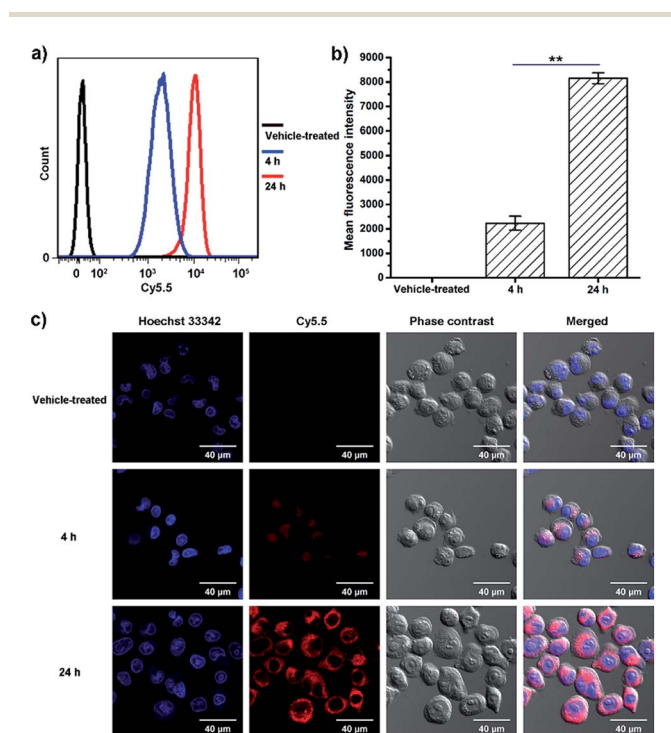 a)
Count
0
0 10² 10³ 10⁴ 10⁵
Cy5.5
Vehicle-treated
4 h
24 h
b)
Mean fluorescence intensity
9000
8000
7000
6000
5000
4000
3000
2000
1000
0
**
Vehicle-treated 4 h 24 h
c)
Hoechst 33342 Cy5.5 Phase contrast Merged
Vehicle-treated
40 µm 40 µm 40 µm 40 µm
4 h
40 µm 40 µm 40 µm 40 µm
24 h
40 µm 40 µm 40 µm 40 µm